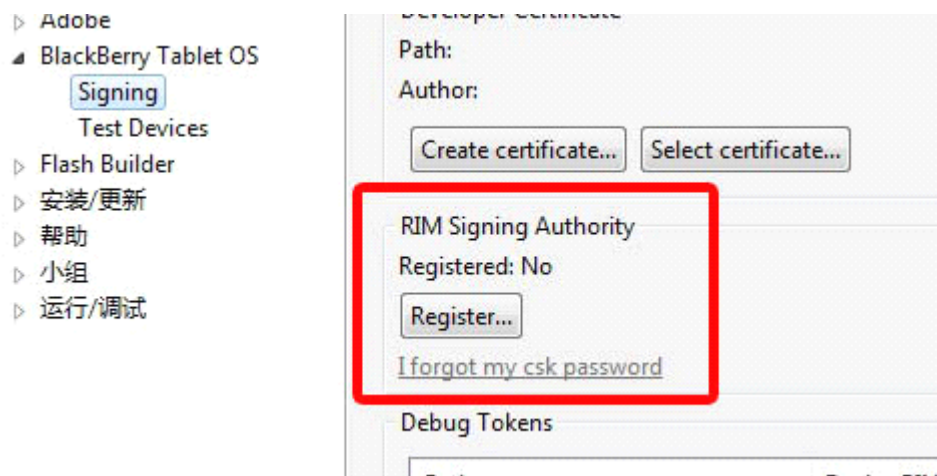 Adobe
BlackBerry Tablet OS
Signing
Test Devices
Flash Builder
安装/更新
帮助
小组
运行/调试
Developer Certificate
Path:
Author:
Create certificate... Select certificate...
RIM Signing Authority
Registered: No
Register...
I forgot my csk password
Debug Tokens